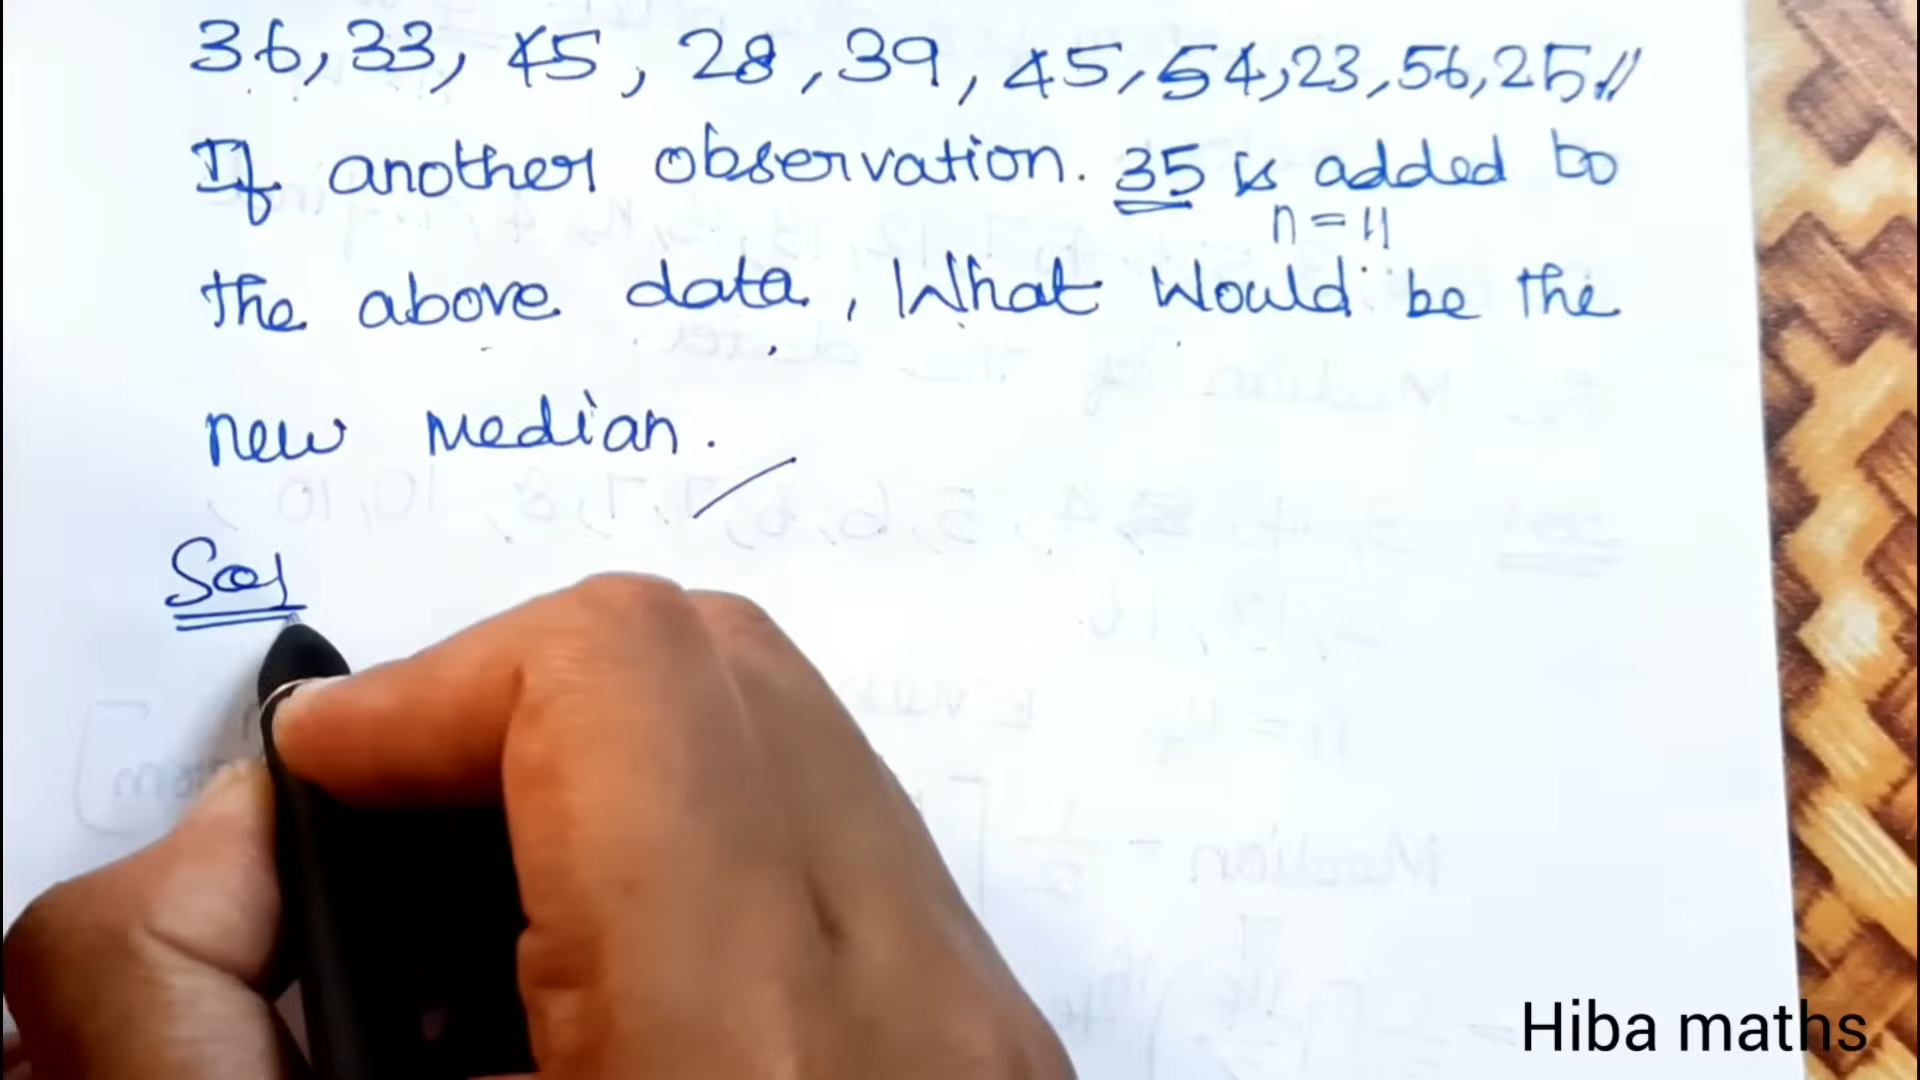 36, 33, 45, 28, 39, 45, 54, 23, 56, 25//
If another observation. 35 is added to
n = 11
the above data, What would be the
new median.
Sol
Hiba maths